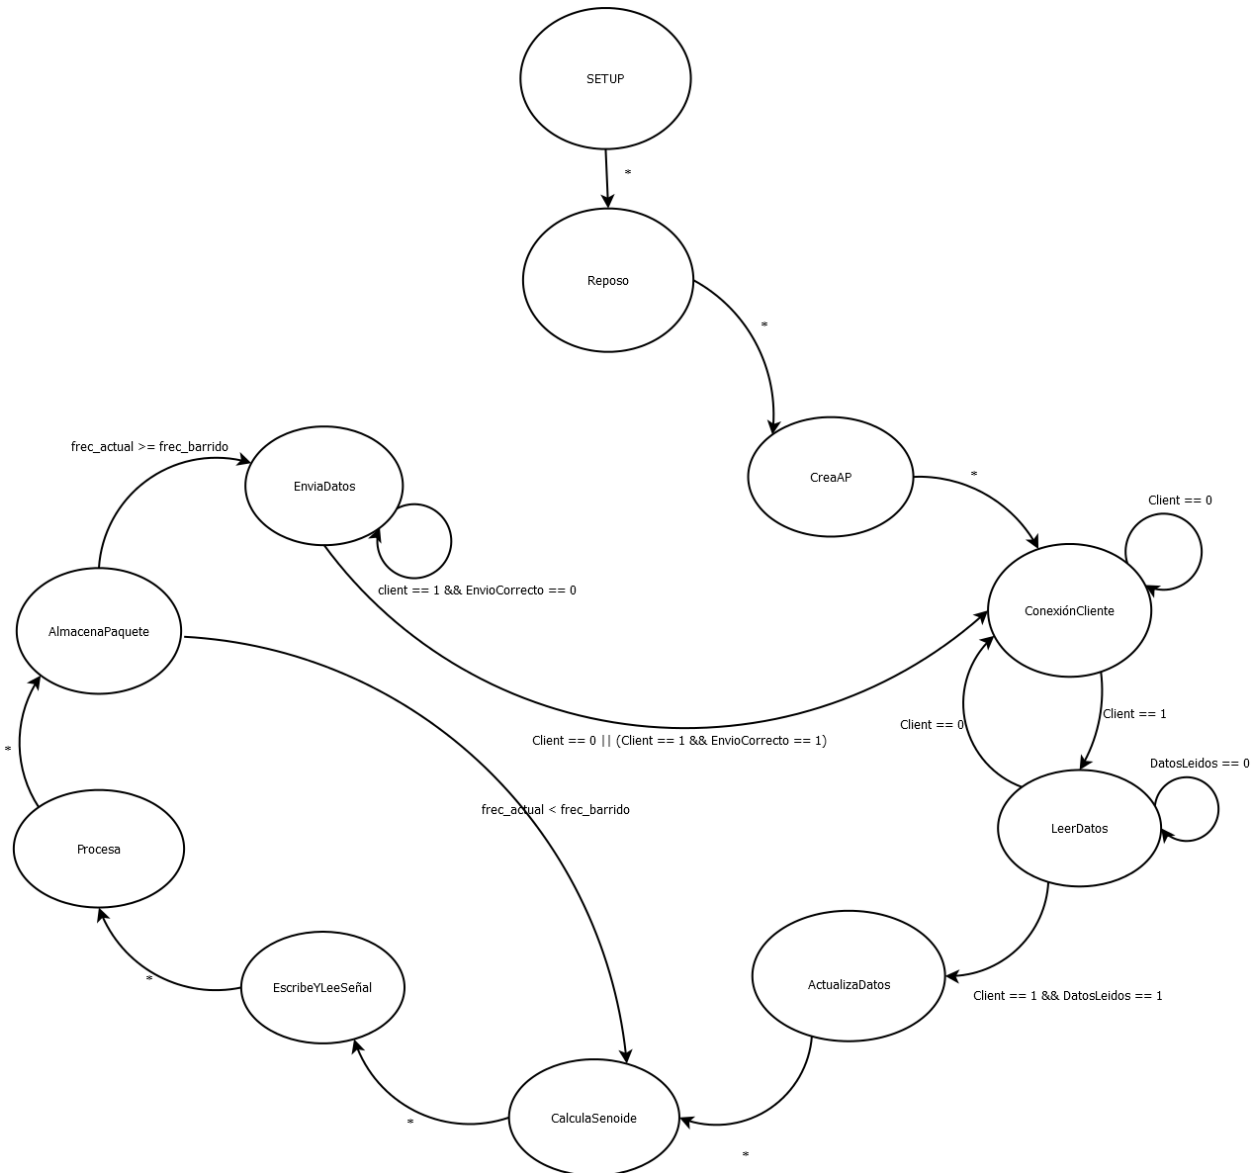 SETUP
*
Reposo
*
CreaAP
*
Client == 0
ConexiónCliente
frec_actual >= frec_barrido
EnviaDatos
client == 1 && EnvioCorrecto == 0
AlmacenaPaquete
Client == 0
Client == 1
Client == 0 || (Client == 1 && EnvioCorrecto == 1)
*
DatosLeidos == 0
frec_actual < frec_barrido
LeerDatos
Procesa
*
EscribeYLeeSeñal
ActualizaDatos
Client == 1 && DatosLeidos == 1
CalculaSenoide
*
*